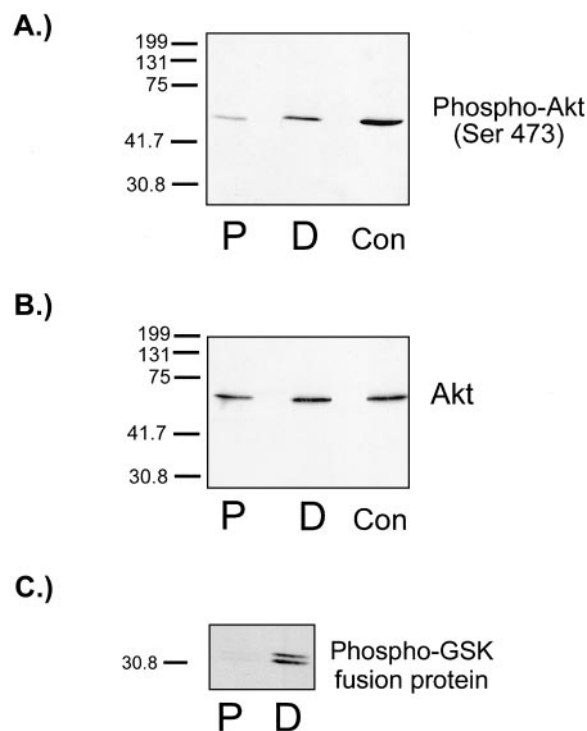 A.)
199
131
75
41.7
30.8
Phospho-Akt
(Ser 473)
P D Con
B.)
199
131
75
41.7
30.8
Akt
P D Con
C.)
30.8
Phospho-GSK
fusion protein
P D